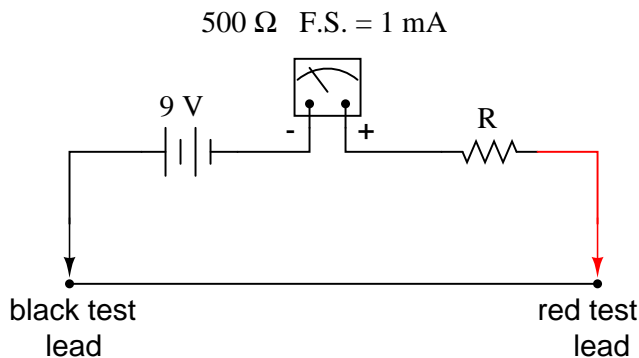 500 Ω F.S. = 1 mA
9 V
- +
R
black test
lead
red test
lead